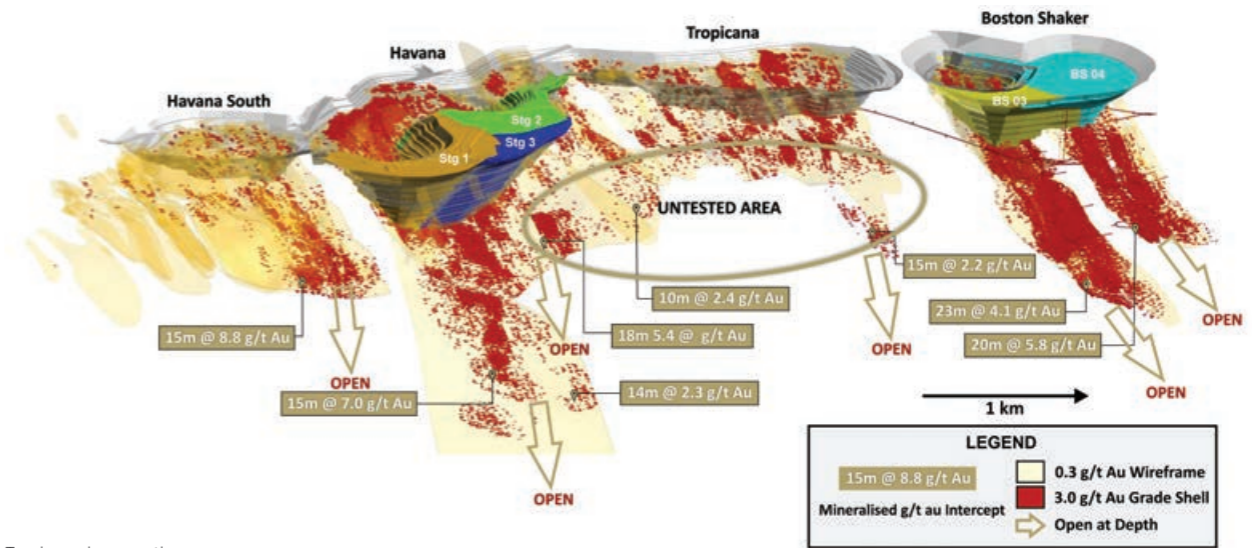 Boston Shaker
Tropicana
Havana
Havana South
BS 04
BS 03
Stg 2
Stg 3
Stg 1
UNTESTED AREA
15m @ 2.2 g/t Au
10m @ 2.4 g/t Au
23m @ 4.1 g/t Au
15m @ 8.8 g/t Au
18m 5.4 @ g/t Au
20m @ 5.8 g/t Au
OPEN
OPEN
OPEN
OPEN
OPEN
15m @ 7.0 g/t Au
14m @ 2.3 g/t Au
1 km
OPEN
LEGEND
15m @ 8.8 g/t Au
Mineralised g/t au Intercept
0.3 g/t Au Wireframe
3.0 g/t Au Grade Shell
Open at Depth